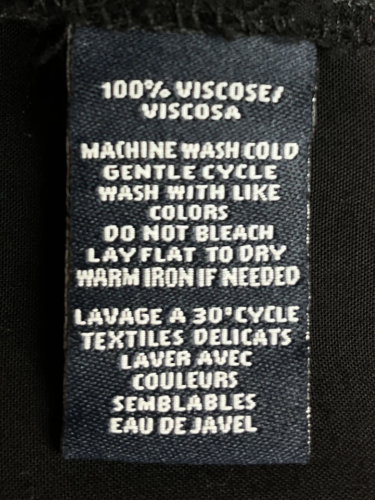 100% VISCOSE/
VISCOSA
MACHINE WASH COLD
GENTLE CYCLE
WASH WITH LIKE
COLORS
DO NOT BLEACH
LAY FLAT TO DRY
WARM IRON IF NEEDED
LAVAGE A 30°CYCLE
TEXTILES DELICATS
LAVER AVEC
COULEURS
SEMBLABLES
EAU DE JAVEL